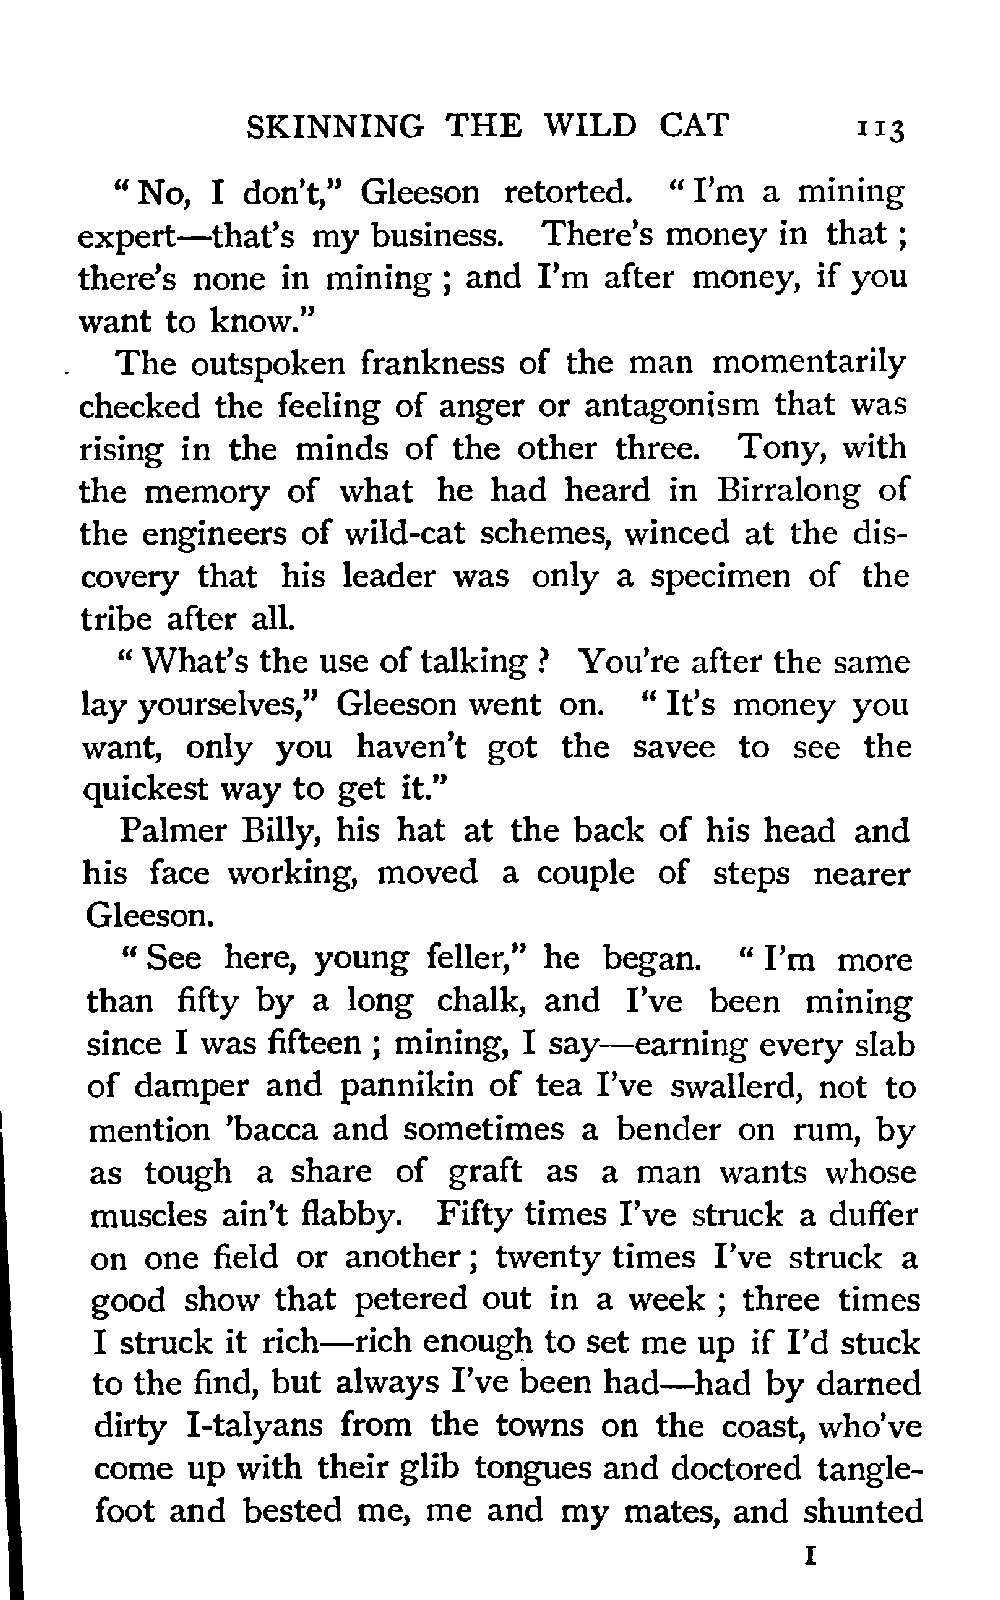 SKINNING THE WILD CAT 113
“ No, I don’t,” Gleeson retorted. “ I’m a mining
expert—that’s my business. There’s money in that ;
there’s none in mining ; and I’m after money, if you
want to know.”
The outspoken frankness of the man momentarily
checked the feeling of anger or antagonism that was
rising in the minds of the other three. Tony, with
the memory of what he had heard in Birralong of
the engineers of wild-cat schemes, winced at the dis-
covery that his leader was only a specimen of the
tribe after all.
“ What’s the use of talking ? You’re after the same
lay yourselves,” Gleeson went on. “ It’s money you
want, only you haven’t got the savee to see the
quickest way to get it.”
Palmer Billy, his hat at the back of his head and
his face working, moved a couple of steps nearer
Gleeson.
“ See here, young feller,” he began. “ I’m more
than fifty by a long chalk, and I’ve been mining
since I was fifteen ; mining, I say—earning every slab
of damper and pannikin of tea I’ve swallerd, not to
mention ’bacca and sometimes a bender on rum, by
as tough a share of graft as a man wants whose
muscles ain’t flabby. Fifty times I’ve struck a duffer
on one field or another ; twenty times I’ve struck a
good show that petered out in a week ; three times
I struck it rich—rich enough to set me up if I’d stuck
to the find, but always I’ve been had—had by darned
dirty I-talyans from the towns on the coast, who’ve
come up with their glib tongues and doctored tangle-
foot and bested me, me and my mates, and shunted
I